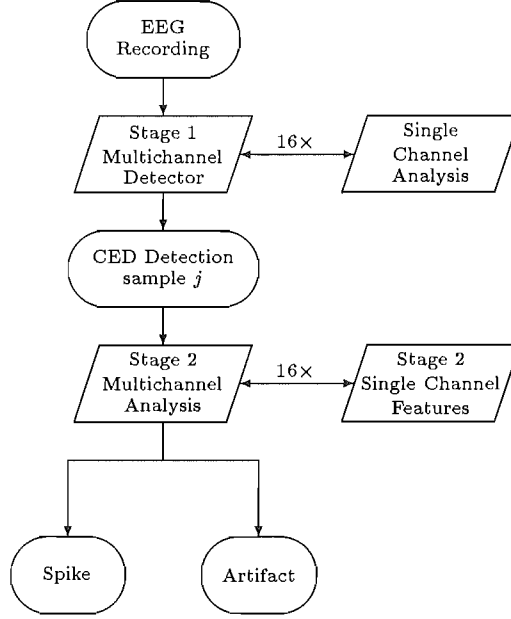 EEG
Recording
Stage 1
Multichannel
Detector
16×
Single
Channel
Analysis
CED Detection
sample j
Stage 2
Multichannel
Analysis
16×
Stage 2
Single Channel
Features
Spike
Artifact